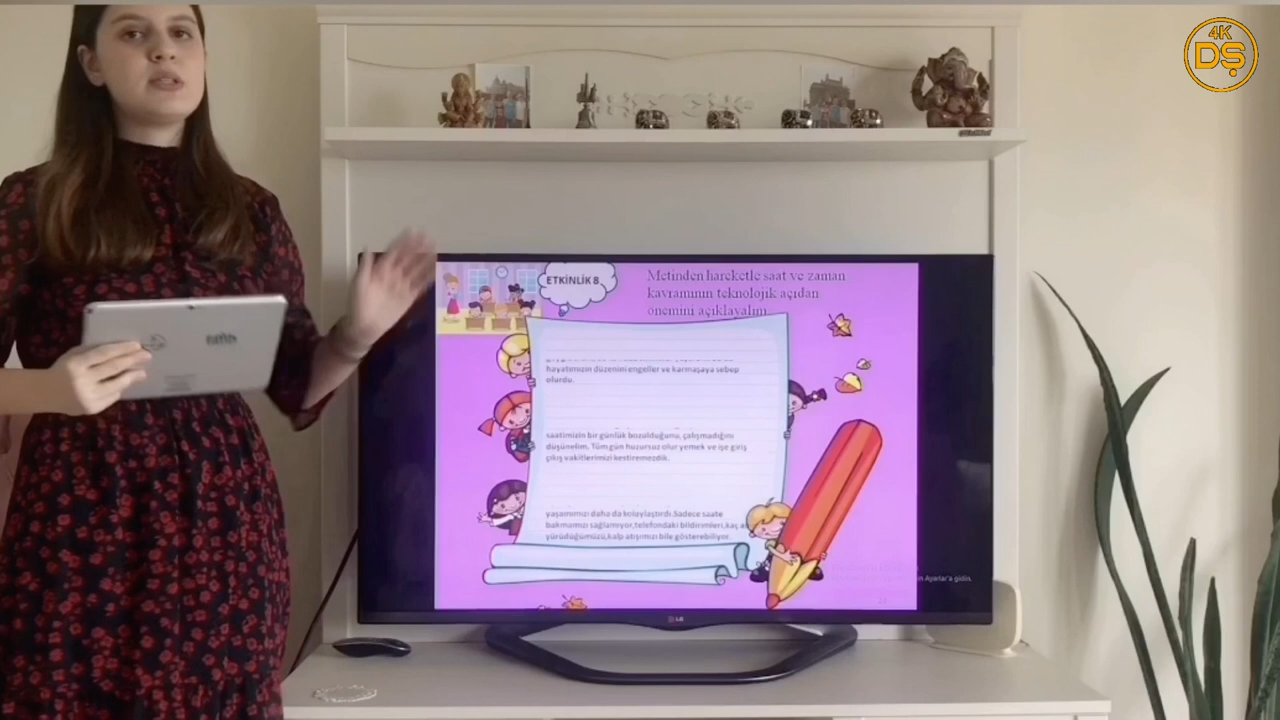 4K
DŞ
ETKİNLİK 8
Metinden hareketle saat ve zaman
kavramının teknolojik açıdan
önemini açıklayalım
hayatımızın düzenini engeller ve karmaşaya sebep
olurdu.
saatimizin bir günlük bozulduğunu, çalışmadığını
düşünelim. Tüm gün huzursuz olur yemek ve işe giriş
çıkış vakitlerimizi kestiremezdik.
yaşamımızı daha da kolaylaştırdı.Sadece saate
bakmamızı sağlamıyor,telefondaki bildirimleri,kaç
yürüdüğümüzü,kalp atışımızı bile gösterebiliyor.
Ayarlar'a gidin.
LG